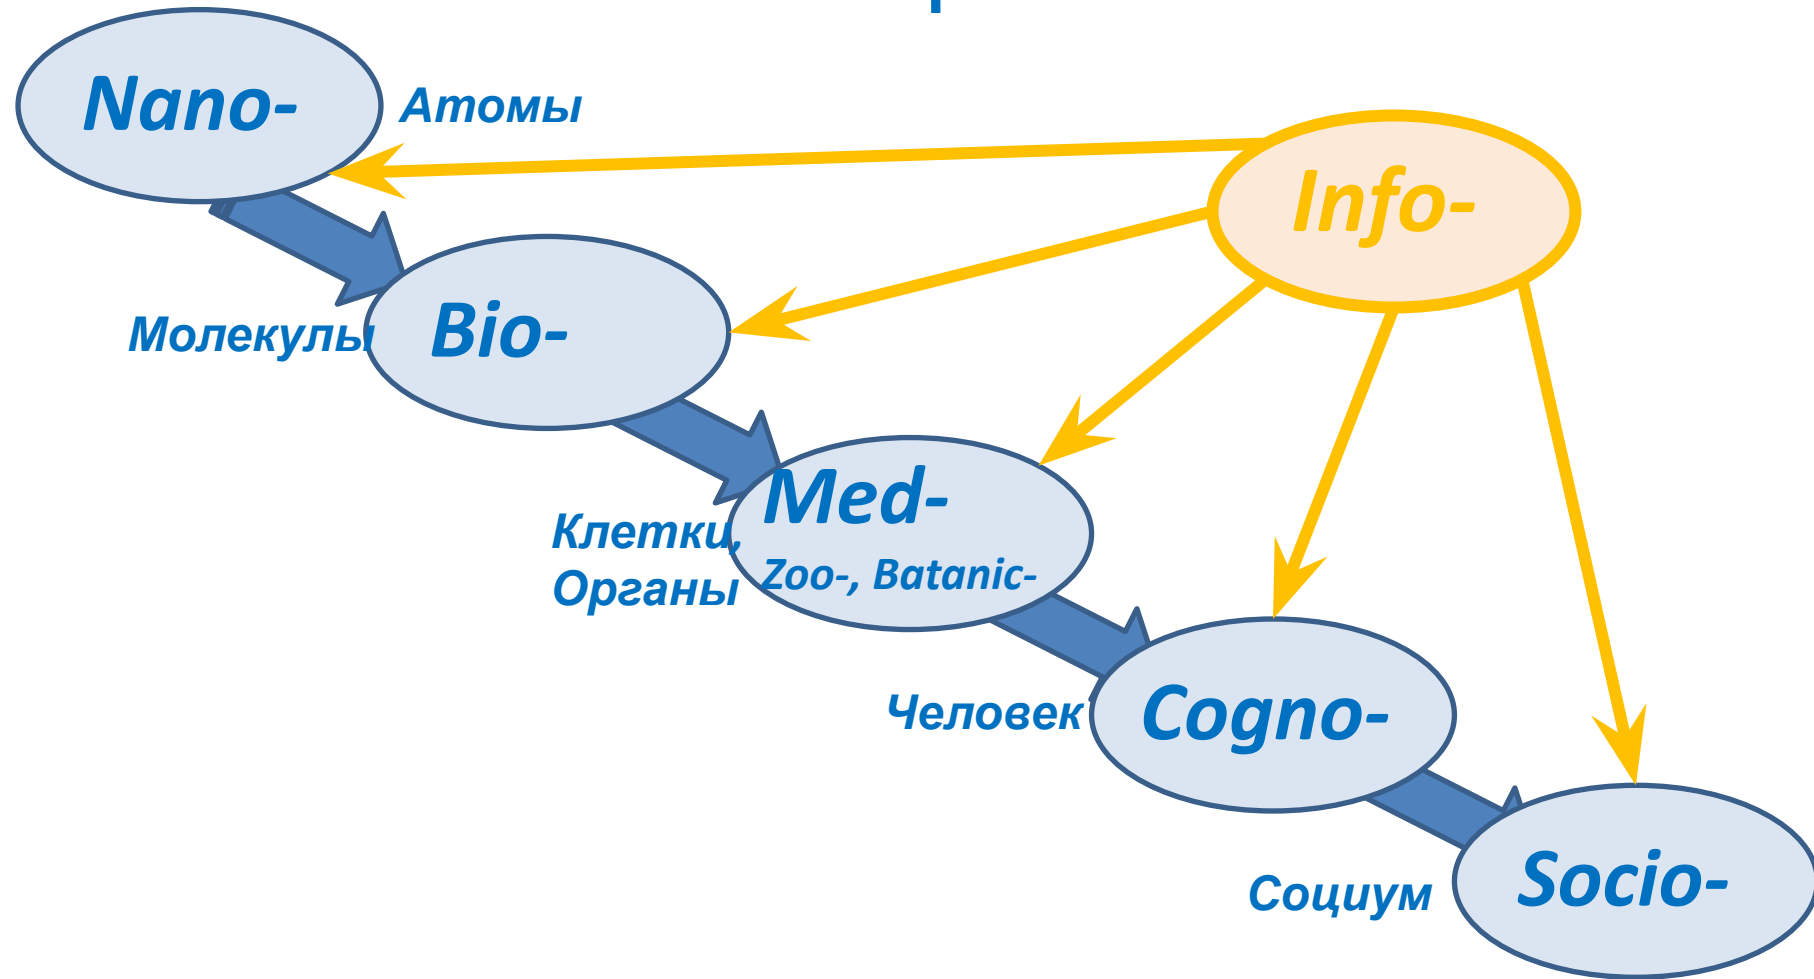 Nano-
Атомы
Info-
Молекулы
Bio-
Med-
Клетки,
Органы
Zoo-, Batanic-
Человек
Cogno-
Социум
Socio-